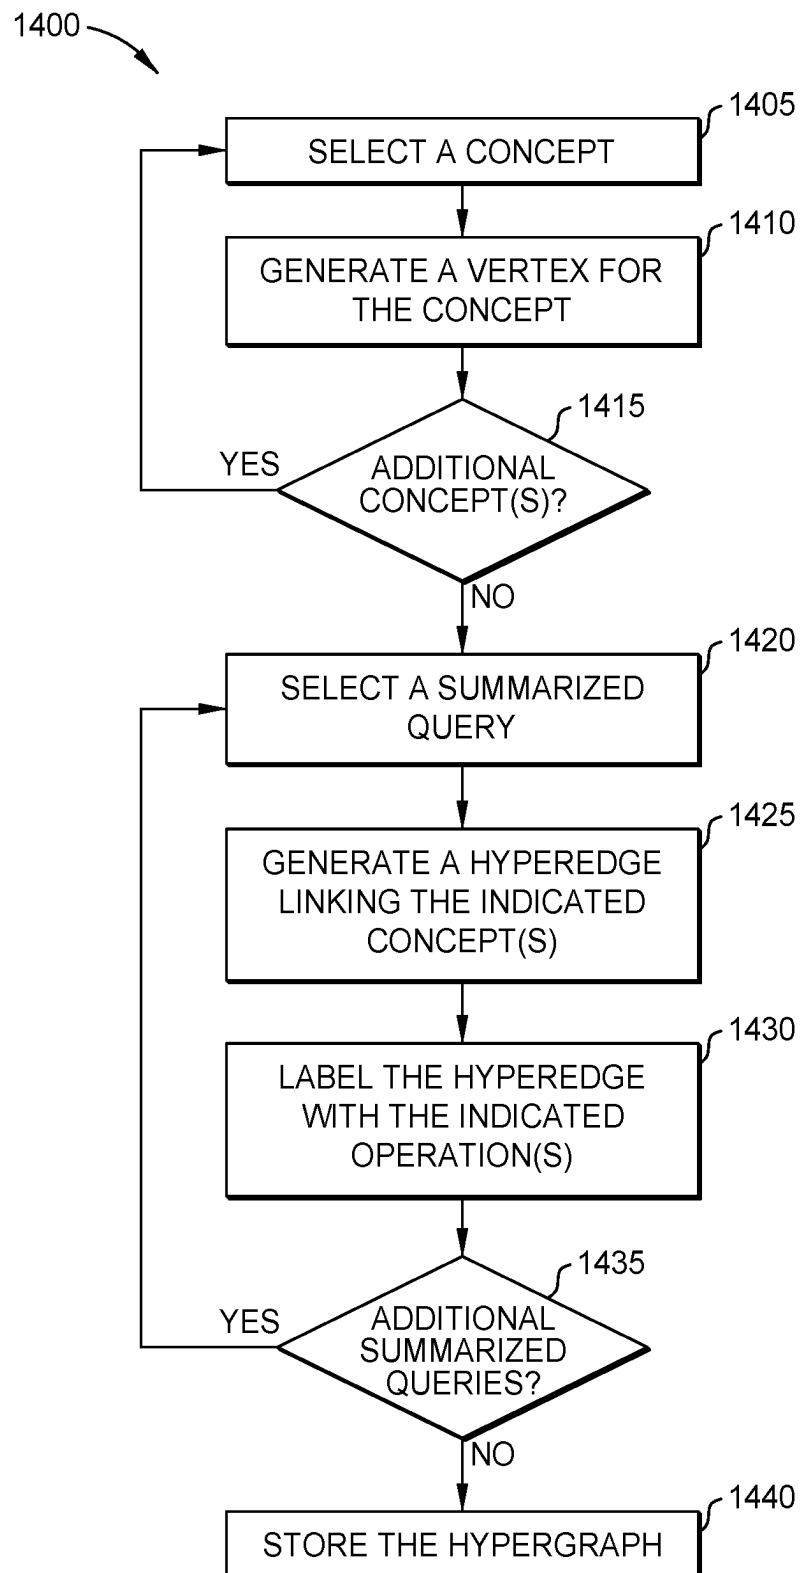 1400
1405
SELECT A CONCEPT
1410
GENERATE A VERTEX FOR
THE CONCEPT
1415
ADDITIONAL
CONCEPT(S)?
YES
NO
1420
SELECT A SUMMARIZED
QUERY
1425
GENERATE A HYPEREDGE
LINKING THE INDICATED
CONCEPT(S)
1430
LABEL THE HYPEREDGE
WITH THE INDICATED
OPERATION(S)
1435
YES
ADDITIONAL
SUMMARIZED
QUERIES?
NO
1440
STORE THE HYPERGRAPH